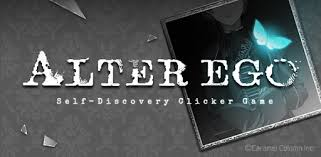 ALTER EGO
Self-Discovery Clicker Game
©Caramel Column Inc.